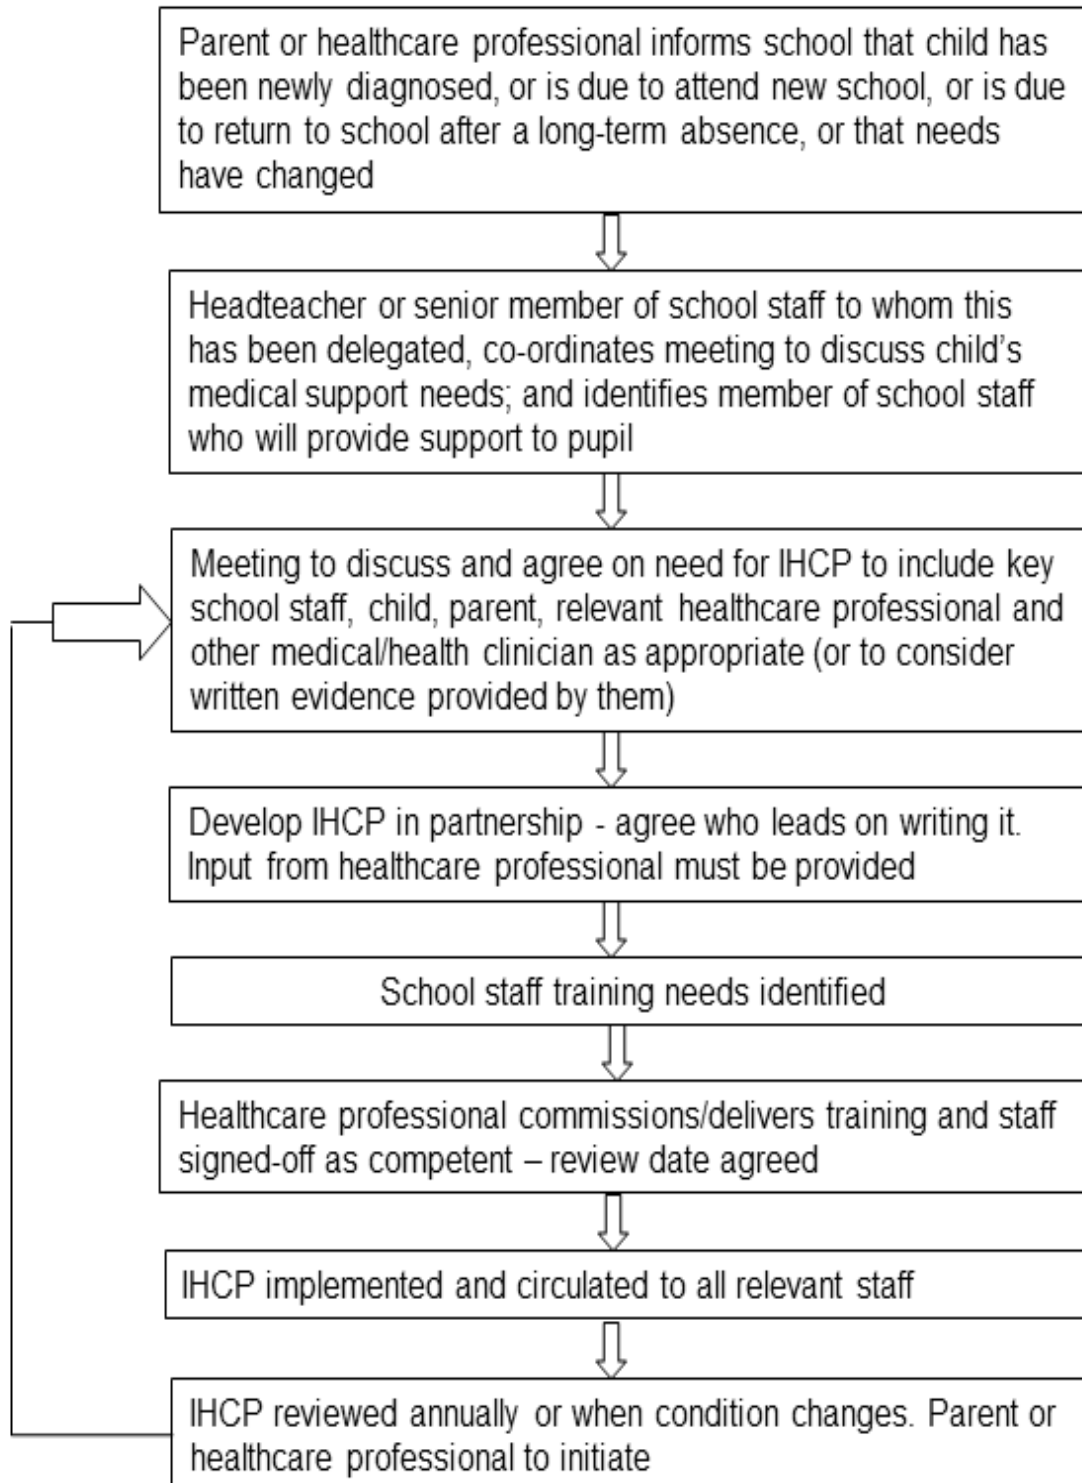 Parent or healthcare professional informs school that child has
been newly diagnosed, or is due to attend new school, or is due
to return to school after a long-term absence, or that needs
have changed
Headteacher or senior member of school staff to whom this
has been delegated, co-ordinates meeting to discuss child’s
medical support needs; and identifies member of school staff
who will provide support to pupil
Meeting to discuss and agree on need for IHCP to include key
school staff, child, parent, relevant healthcare professional and
other medical/health clinician as appropriate (or to consider
written evidence provided by them)
Develop IHCP in partnership - agree who leads on writing it.
Input from healthcare professional must be provided
School staff training needs identified
Healthcare professional commissions/delivers training and staff
signed-off as competent – review date agreed
IHCP implemented and circulated to all relevant staff
IHCP reviewed annually or when condition changes. Parent or
healthcare professional to initiate